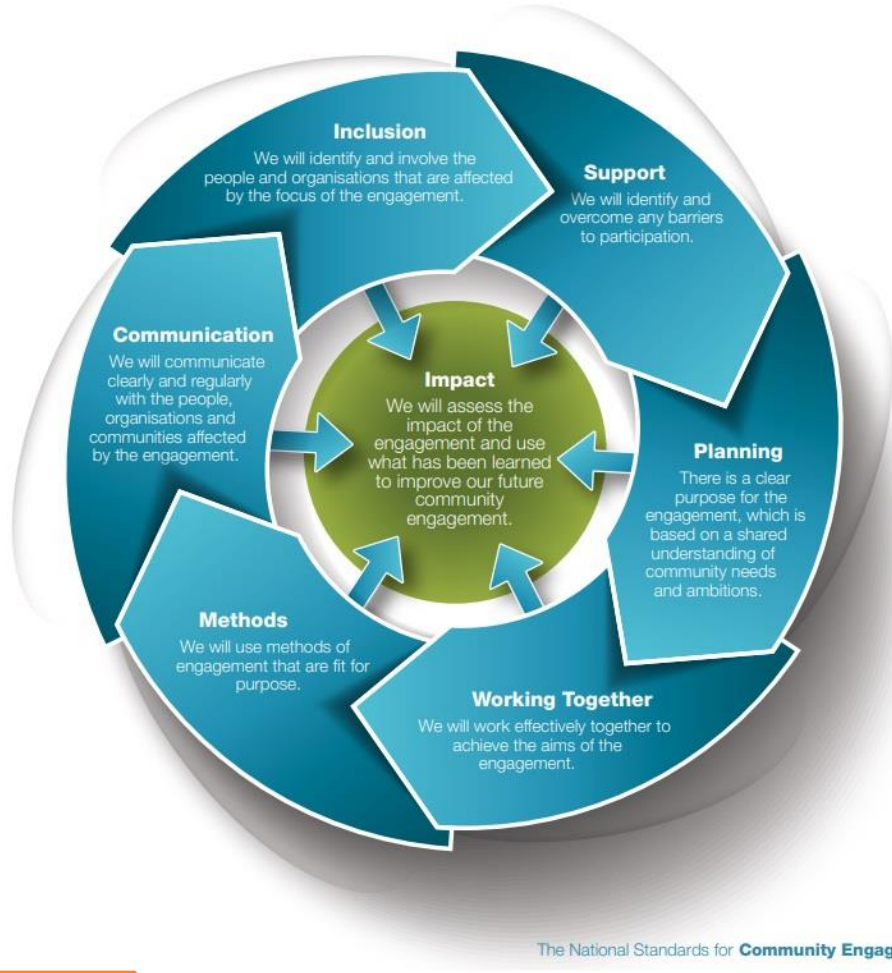 Inclusion
We will identify and involve the
people and organisations that are affected
by the focus of the engagement.
Support
We will identify and
overcome any barriers
to participation.
Planning
There is a clear
purpose for the
engagement, which is
based on a shared
understanding of
community needs
and ambitions.
Working Together
We will work effectively together to
achieve the aims of the
engagement.
Methods
We will use methods of
engagement that are fit for
purpose.
Communication
We will communicate
clearly and regularly
with the people,
organisations and
communities affected
by the engagement.
Impact
We will assess the
impact of the
engagement and use
what has been learned
to improve our future
community
engagement.
The National Standards for Community Engag